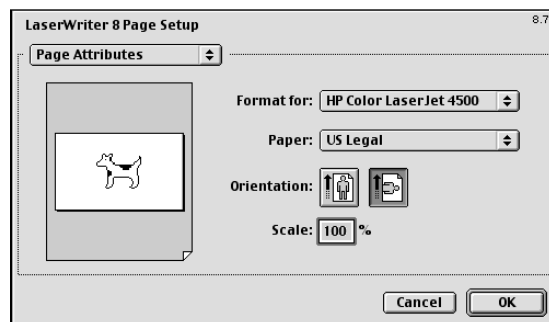 LaserWriter 8 Page Setup
8.7
Page Attributes
Format for: HP Color LaserJet 4500
Paper: US Legal
Orientation:
Scale: 100 %
Cancel OK